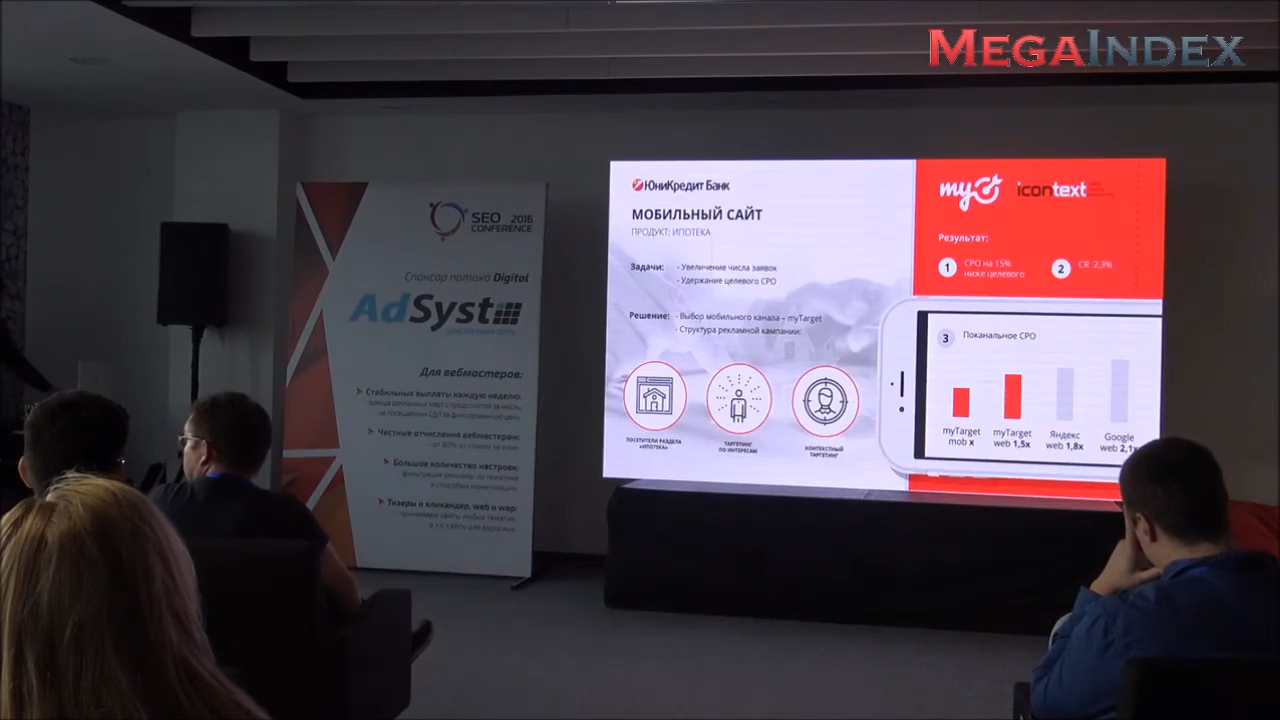 MEGAINDEX
SEO 2016
CONFERENCE
Спонсор потока Digital
AdSyst
Для вебмастеров:
Стабильные выплаты каждую неделю:
Честные отчисления вебмастерам:
Большое количество настроек:
Тизеры и кликандер, web и wap:
ЮниКредит Банк
МОБИЛЬНЫЙ САЙТ
ПРОДУКТ: ИПОТЕКА
Задачи: - Увеличение числа заявок
- Удержание целевого CPO
Решение: - Выбор мобильного канала – myTarget
- Структура рекламной кампании:
ПОСЕТИТЕЛИ РАЗДЕЛА
«ИПОТЕКА»
ТАРГЕТИНГ
ПО ИНТЕРЕСАМ
КОНТЕКСТНЫЙ
ТАРГЕТИНГ
my icontext
Результат:
1 CPO на 15%
ниже целевого
2 CR 2,3%
3 Поканальное CPO
myTarget
mob x
myTarget
web 1,5x
Яндекс
web 1,8x
Google
web 2,1x